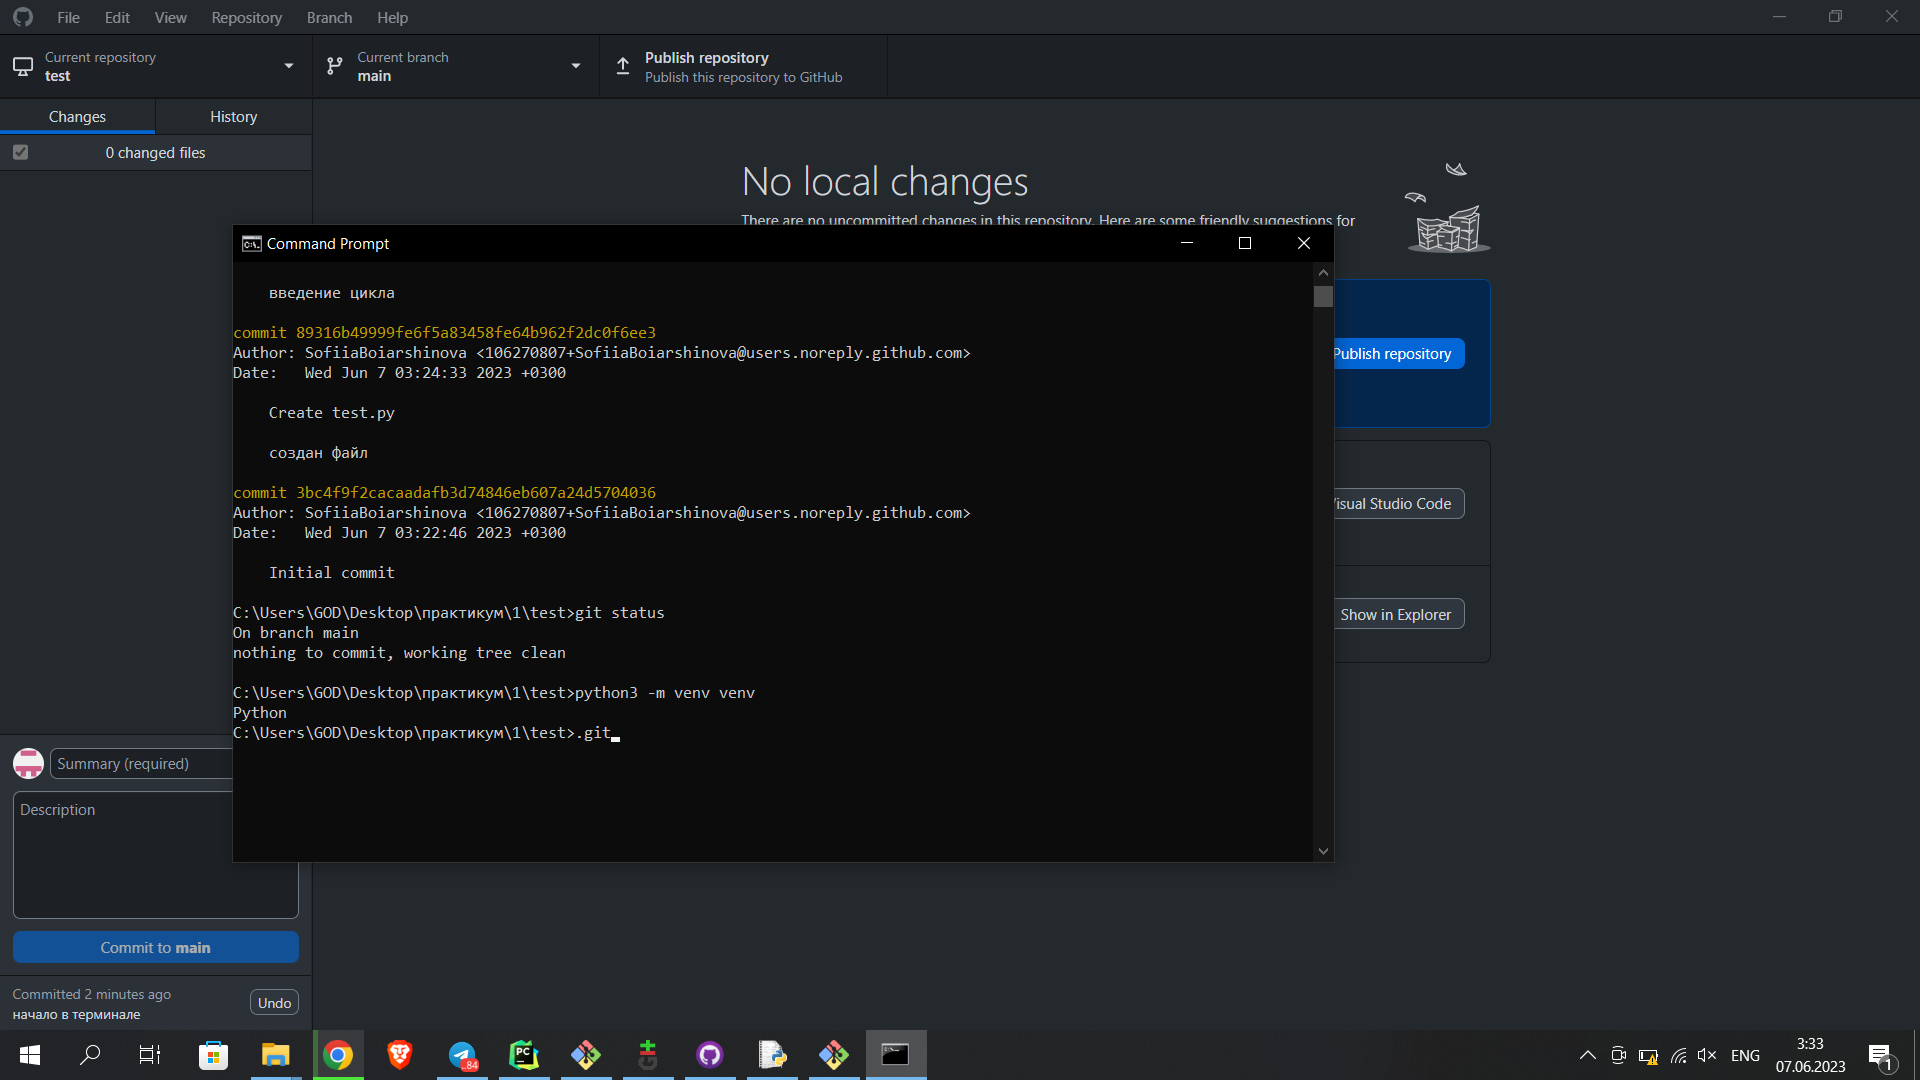 File Edit View Repository Branch Help
Current repository
test
Current branch
main
Publish repository
Publish this repository to GitHub
Changes
History
0 changed files
No local changes
There are no uncommitted changes in this repository. Here are some friendly suggestions for
Command Prompt
введение цикла
commit 89316b49999fe6f5a83458fe64b962f2dc0f6ee3
Author: SofiiaBoiarshinova <106270807+SofiiaBoiarshinova@users.noreply.github.com>
Date:   Wed Jun 7 03:24:33 2023 +0300
Create test.py
создан файл
commit 3bc4f9f2cacaadafb3d74846eb607a24d5704036
Author: SofiiaBoiarshinova <106270807+SofiiaBoiarshinova@users.noreply.github.com>
Date:   Wed Jun 7 03:22:46 2023 +0300
Initial commit
C:\Users\GOD\Desktop\практикум\1\test>git status
On branch main
nothing to commit, working tree clean
C:\Users\GOD\Desktop\практикум\1\test>python3 -m venv venv
Python
C:\Users\GOD\Desktop\практикум\1\test>.git
Publish repository
Visual Studio Code
Show in Explorer
Summary (required)
Description
Commit to main
Committed 2 minutes ago
начало в терминале
Undo
PC
84
ENG
3:33
07.06.2023
1